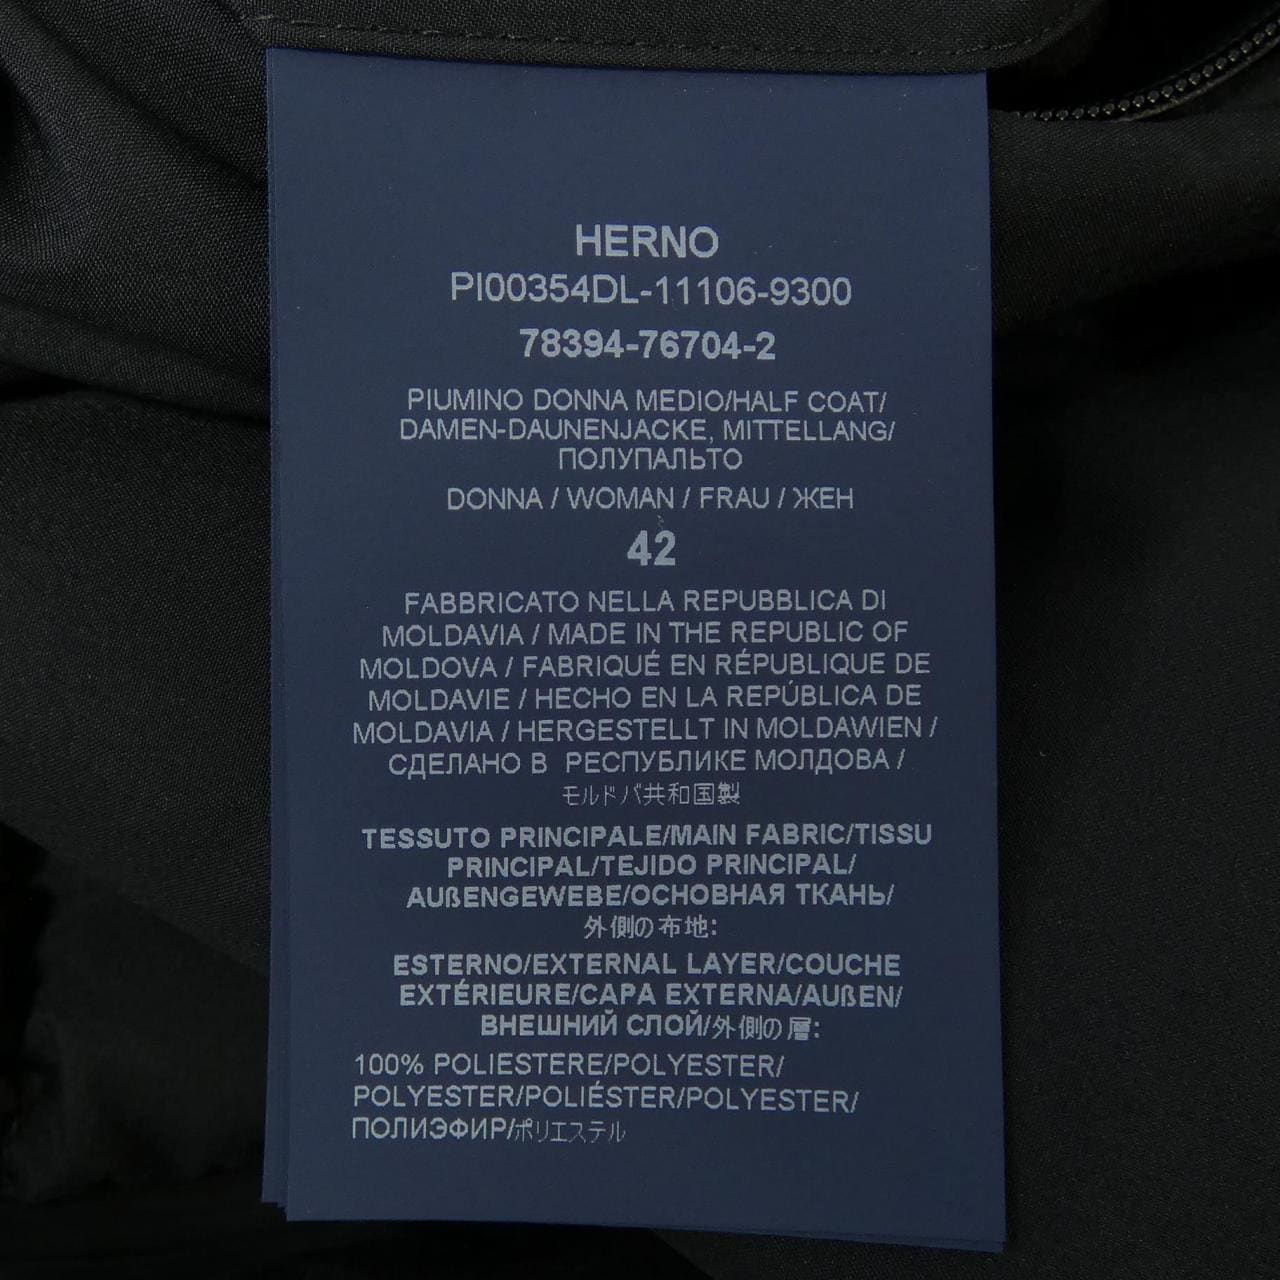 HERNO
PI00354DL-11106-9300
78394-76704-2
PIUMINO DONNA MEDIO/HALF COAT/
DAMEN-DAUNENJACKE, MITTELLANG/
ПОЛУПАЛЬТО
DONNA / WOMAN / FRAU / ЖЕН
42
FABBRICATO NELLA REPUBBLICA DI
MOLDAVIA / MADE IN THE REPUBLIC OF
MOLDOVA / FABRIQUÉ EN RÉPUBLIQUE DE
MOLDAVIE / HECHO EN LA REPÚBLICA DE
MOLDAVIA / HERGESTELLT IN MOLDAWIEN /
СДЕЛАНО В РЕСПУБЛИКЕ МОЛДОВА /
モルドバ共和国製
TESSUTO PRINCIPALE/MAIN FABRIC/TISSU
PRINCIPAL/TEJIDO PRINCIPAL/
AUßENGEWEBE/ОСНОВНАЯ ТКАНЬ/
外側の布地:
ESTERNO/EXTERNAL LAYER/COUCHE
EXTÉRIEURE/CAPA EXTERNA/AUßEN/
ВНЕШНИЙ СЛОЙ/外側の層:
100% POLIESTERE/POLYESTER/
POLYESTER/POLIÉSTER/POLYESTER/
ПОЛИЭФИР/ポリエステル